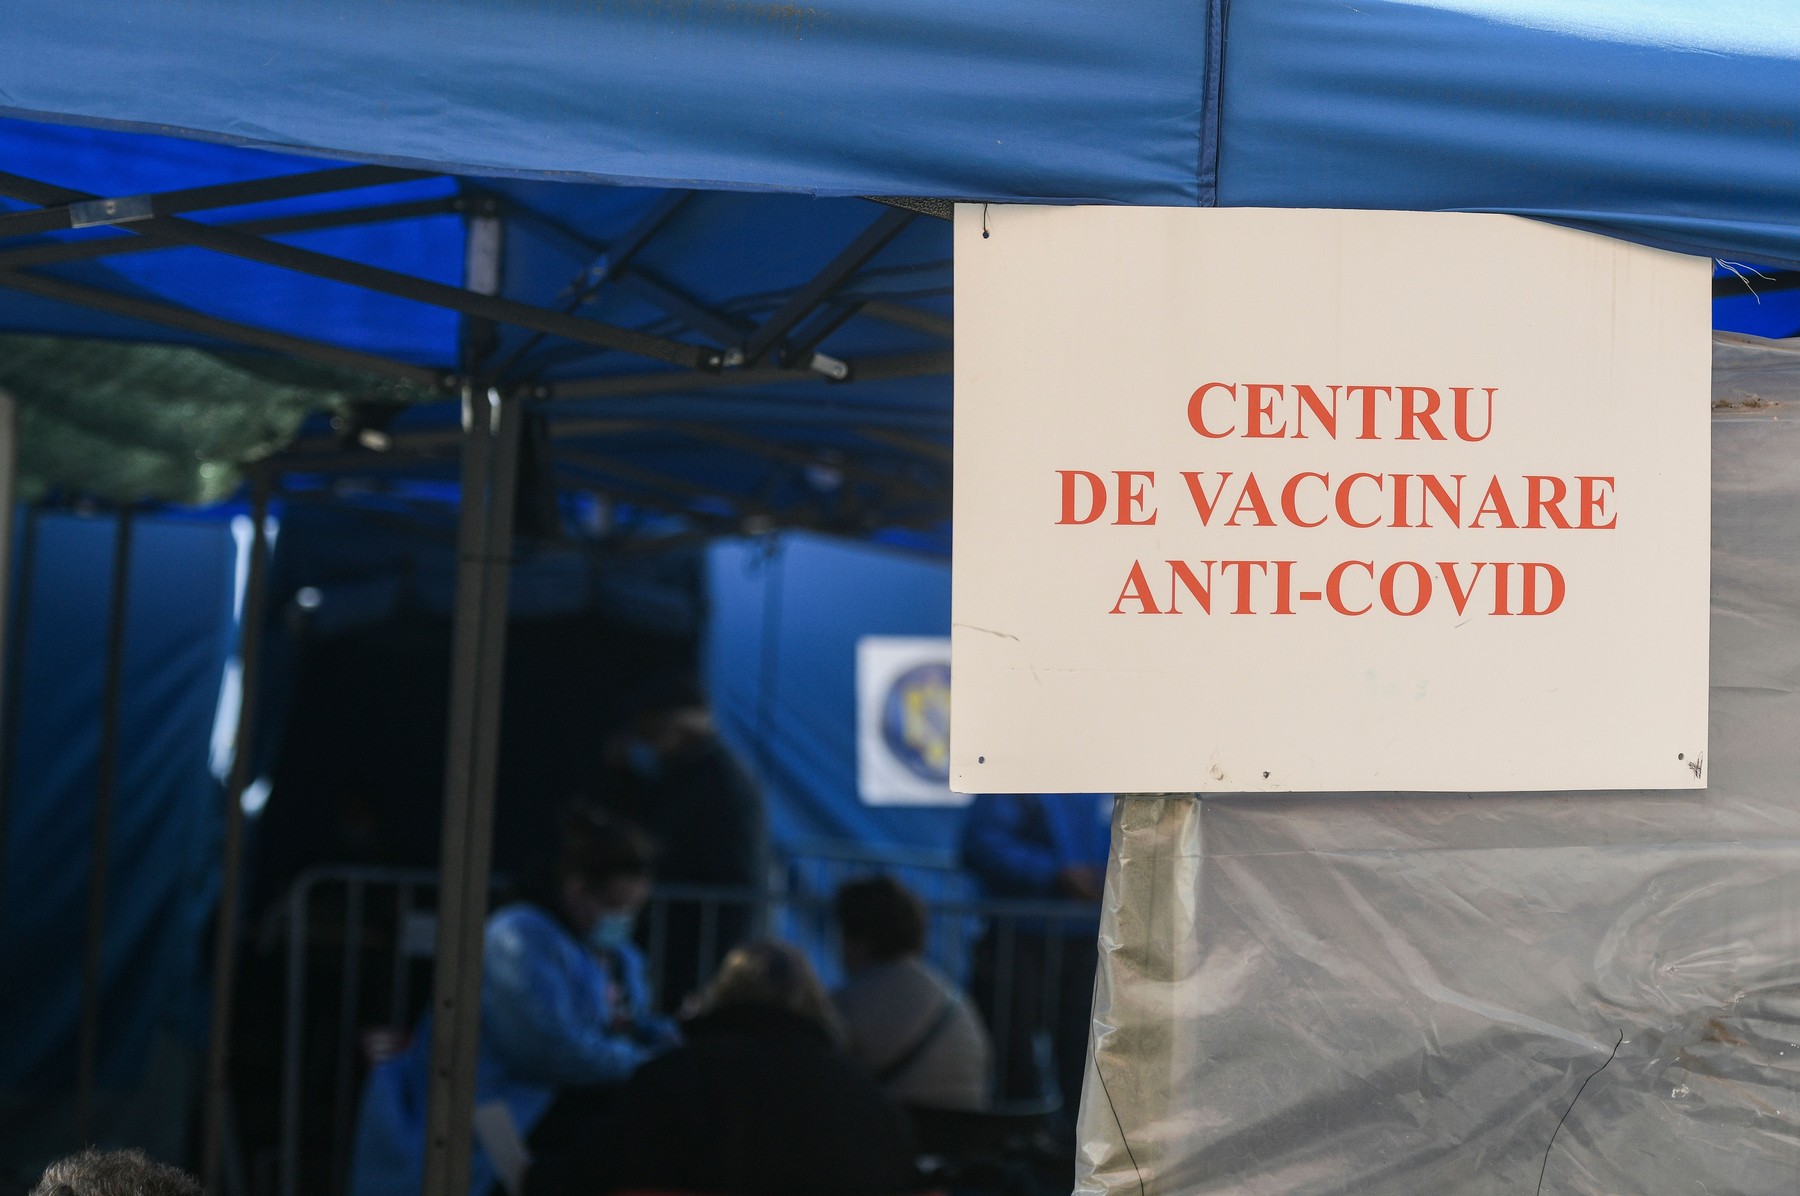 CENTRU
DE VACCINARE
ANTI-COVID